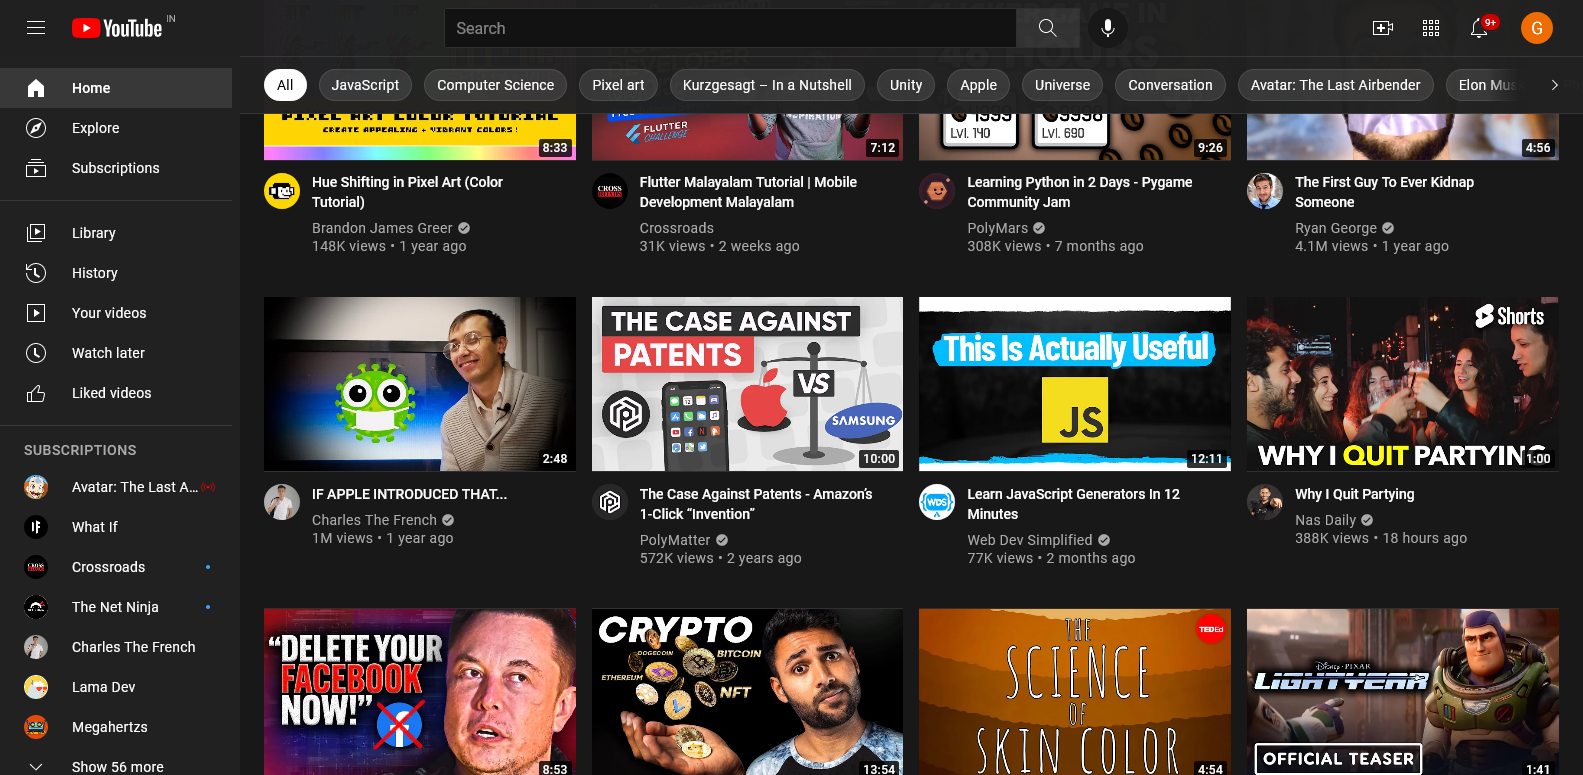 YouTube IN
Search
9+
G
Home
Explore
Subscriptions
Library
History
Your videos
Watch later
Liked videos
SUBSCRIPTIONS
Avatar: The Last A...
What If
Crossroads
The Net Ninja
Charles The French
Lama Dev
Megahertzs
Show 56 more
All
JavaScript
Computer Science
Pixel art
Kurzgesagt – In a Nutshell
Unity
Apple
Universe
Conversation
Avatar: The Last Airbender
Elon Mus
PIXEL ART COLOR TUTORIAL
CREATE APPEALING + VIBRANT COLORS!
8:33
Hue Shifting in Pixel Art (Color
Tutorial)
Brandon James Greer
148K views • 1 year ago
FLUTTER
CHALLENGE
7:12
CROSS
Flutter Malayalam Tutorial | Mobile
Development Malayalam
Crossroads
31K views • 2 weeks ago
Lvl. 140
Lvl. 690
9:26
Learning Python in 2 Days - Pygame
Community Jam
PolyMars
308K views • 7 months ago
4:56
The First Guy To Ever Kidnap
Someone
Ryan George
4.1M views • 1 year ago
2:48
IF APPLE INTRODUCED THAT...
Charles The French
1M views • 1 year ago
THE CASE AGAINST
PATENTS
VS
SAMSUNG
10:00
The Case Against Patents - Amazon's
1-Click “Invention”
PolyMatter
572K views • 2 years ago
This Is Actually Useful
JS
12:11
WDS
Learn JavaScript Generators In 12
Minutes
Web Dev Simplified
77K views • 2 months ago
Shorts
WHY I QUIT PARTYING
1:00
Why I Quit Partying
Nas Daily
388K views • 18 hours ago
“DELETE YOUR
FACEBOOK
NOW!”
8:53
CRYPTO
DOGECOIN
BITCOIN
ETHEREUM
NFT
13:54
TEDEd
THE
SCIENCE
OF
SKIN COLOR
4:54
Disney • PIXAR
LIGHTYEAR
OFFICIAL TEASER
1:41